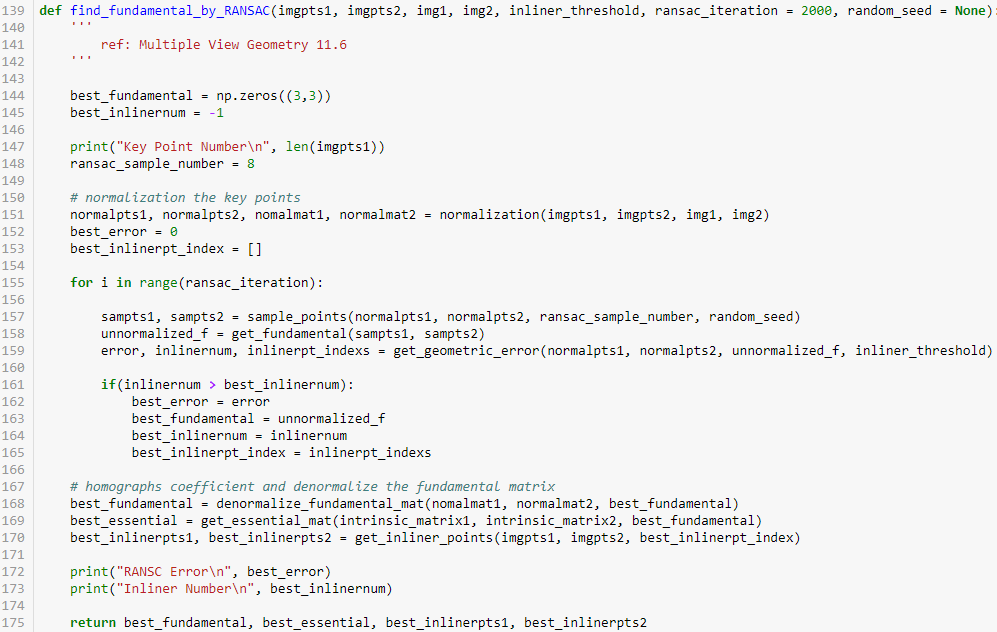 139 def find_fundamental_by_RANSAC(imgpts1, imgpts2, img1, img2, inliner_threshold, ransac_iteration = 2000, random_seed = None):
140     '''
141         ref: Multiple View Geometry 11.6
142     '''
143
144     best_fundamental = np.zeros((3,3))
145     best_inlinernum = -1
146
147     print("Key Point Number\n", len(imgpts1))
148     ransac_sample_number = 8
149
150     # normalization the key points
151     normalpts1, normalpts2, nomalmat1, normalmat2 = normalization(imgpts1, imgpts2, img1, img2)
152     best_error = 0
153     best_inlinerpt_index = []
154
155     for i in range(ransac_iteration):
156
157         sampts1, sampts2 = sample_points(normalpts1, normalpts2, ransac_sample_number, random_seed)
158         unnormalized_f = get_fundamental(sampts1, sampts2)
159         error, inlinernum, inlinerpt_indexs = get_geometric_error(normalpts1, normalpts2, unnormalized_f, inliner_threshold)
160
161         if(inlinernum > best_inlinernum):
162             best_error = error
163             best_fundamental = unnormalized_f
164             best_inlinernum = inlinernum
165             best_inlinerpt_index = inlinerpt_indexs
166
167     # homographs coefficient and denormalize the fundamental matrix
168     best_fundamental = denormalize_fundamental_mat(nomalmat1, normalmat2, best_fundamental)
169     best_essential = get_essential_mat(intrinsic_matrix1, intrinsic_matrix2, best_fundamental)
170     best_inlinerpts1, best_inlinerpts2 = get_inliner_points(imgpts1, imgpts2, best_inlinerpt_index)
171
172     print("RANSC Error\n", best_error)
173     print("Inliner Number\n", best_inlinernum)
174
175     return best_fundamental, best_essential, best_inlinerpts1, best_inlinerpts2